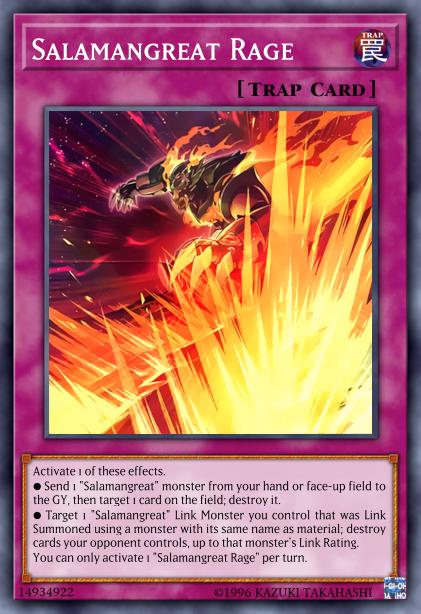 Salamangreat Rage
TRAP
罠
[Trap Card]
Activate 1 of these effects.
● Send 1 "Salamangreat" monster from your hand or face-up field to
the GY, then target 1 card on the field; destroy it.
● Target 1 "Salamangreat" Link Monster you control that was Link
Summoned using a monster with its same name as material; destroy
cards your opponent controls, up to that monster's Link Rating.
You can only activate 1 "Salamangreat Rage" per turn.
14934922
©1996 KAZUKI TAKAHASHI